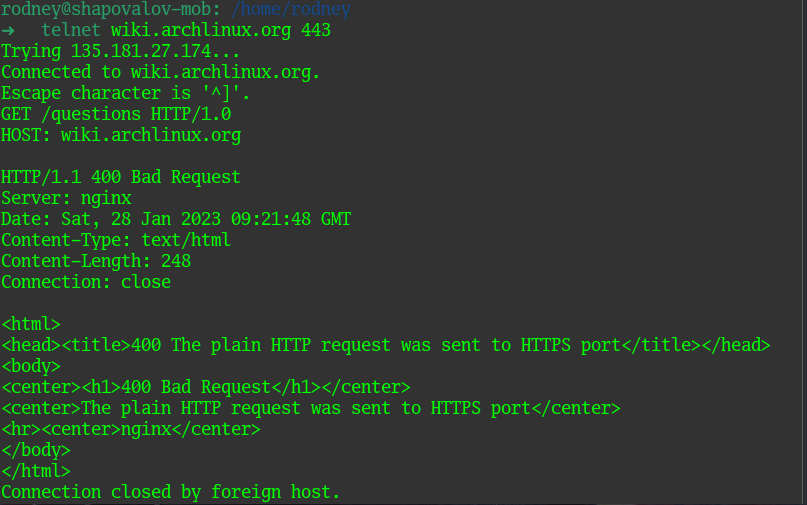 rodney@shapovalov-mob: /home/rodney
➜  telnet wiki.archlinux.org 443
Trying 135.181.27.174...
Connected to wiki.archlinux.org.
Escape character is '^]'.
GET /questions HTTP/1.0
HOST: wiki.archlinux.org

HTTP/1.1 400 Bad Request
Server: nginx
Date: Sat, 28 Jan 2023 09:21:48 GMT
Content-Type: text/html
Content-Length: 248
Connection: close

<html>
<head><title>400 The plain HTTP request was sent to HTTPS port</title></head>
<body>
<center><h1>400 Bad Request</h1></center>
<center>The plain HTTP request was sent to HTTPS port</center>
<hr><center>nginx</center>
</body>
</html>
Connection closed by foreign host.